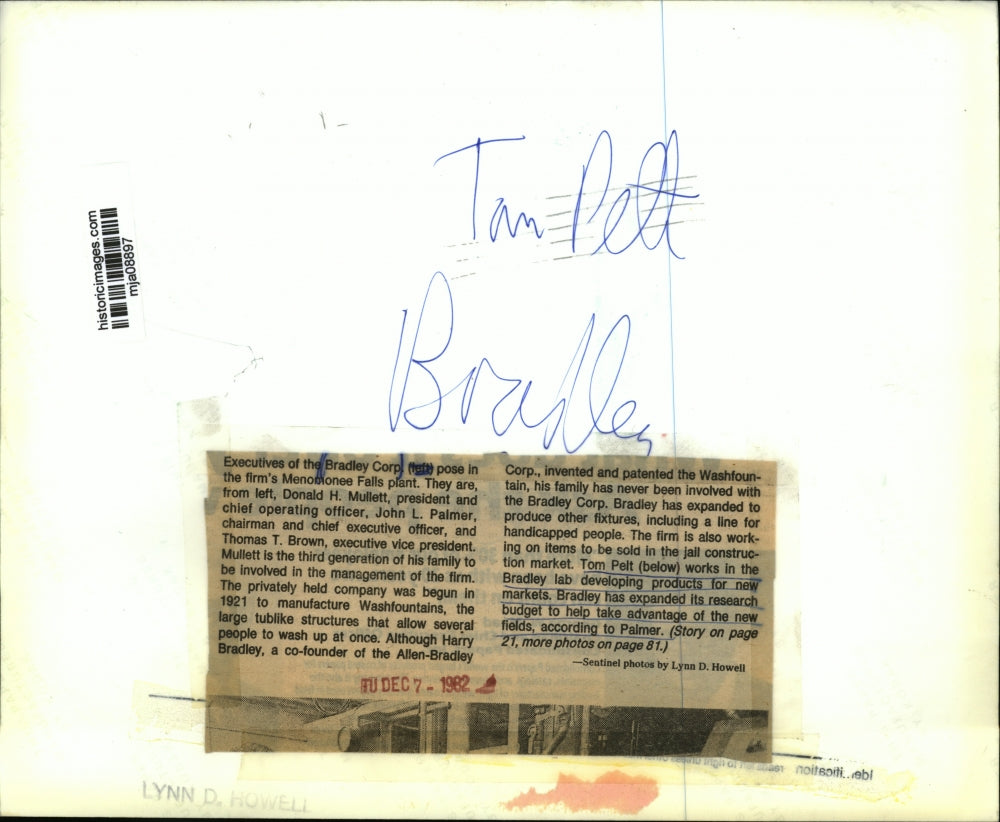 historicimages.com
mja08897
Tom Pelt
Bradley
Executives of the Bradley Corp. (left) pose in
the firm's Menomonee Falls plant. They are,
from left, Donald H. Mullett, president and
chief operating officer, John L. Palmer,
chairman and chief executive officer, and
Thomas T. Brown, executive vice president.
Mullett is the third generation of his family to
be involved in the management of the firm.
The privately held company was begun in
1921 to manufacture Washfountains, the
large tublike structures that allow several
people to wash up at once. Although Harry
Bradley, a co-founder of the Allen-Bradley
Corp., invented and patented the Washfoun-
tain, his family has never been involved with
the Bradley Corp. Bradley has expanded to
produce other fixtures, including a line for
handicapped people. The firm is also work-
ing on items to be sold in the jail construc-
tion market. Tom Pelt (below) works in the
Bradley lab developing products for new
markets. Bradley has expanded its research
budget to help take advantage of the new
fields, according to Palmer. (Story on page
21, more photos on page 81.)
—Sentinel photos by Lynn D. Howell
TU DEC 7 - 1982
LYNN D. HOWELL